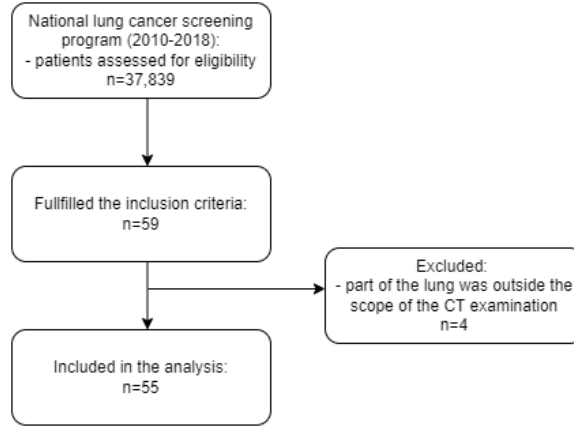 National lung cancer screening
program (2010-2018):
- patients assessed for eligibility
n=37,839
Fullfilled the inclusion criteria:
n=59
Excluded:
- part of the lung was outside the
scope of the CT examination
n=4
Included in the analysis:
n=55